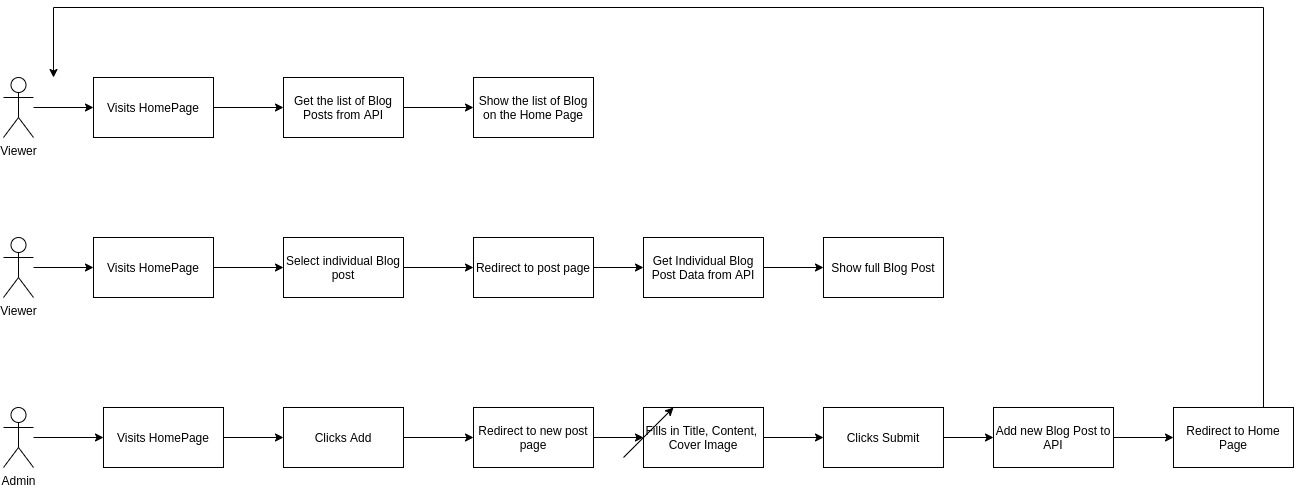 Visits HomePage
Get the list of Blog
Posts from API
Show the list of Blog
on the Home Page
Viewer
Visits HomePage
Select individual Blog
post
Redirect to post page
Get Individual Blog
Post Data from API
Show full Blog Post
Viewer
Visits HomePage
Clicks Add
Redirect to new post
page
Fills in Title, Content,
Cover Image
Clicks Submit
Add new Blog Post to
API
Redirect to Home
Page
Admin